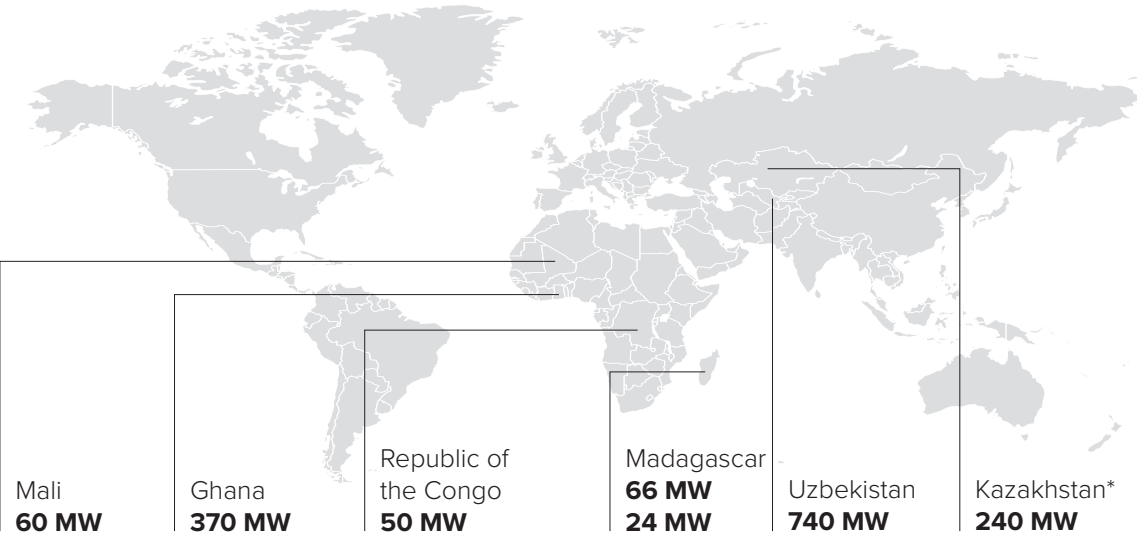 Mali
60 MW
Ghana
370 MW
Republic of
the Congo
50 MW
Madagascar
66 MW
24 MW
Uzbekistan
740 MW
Kazakhstan*
240 MW